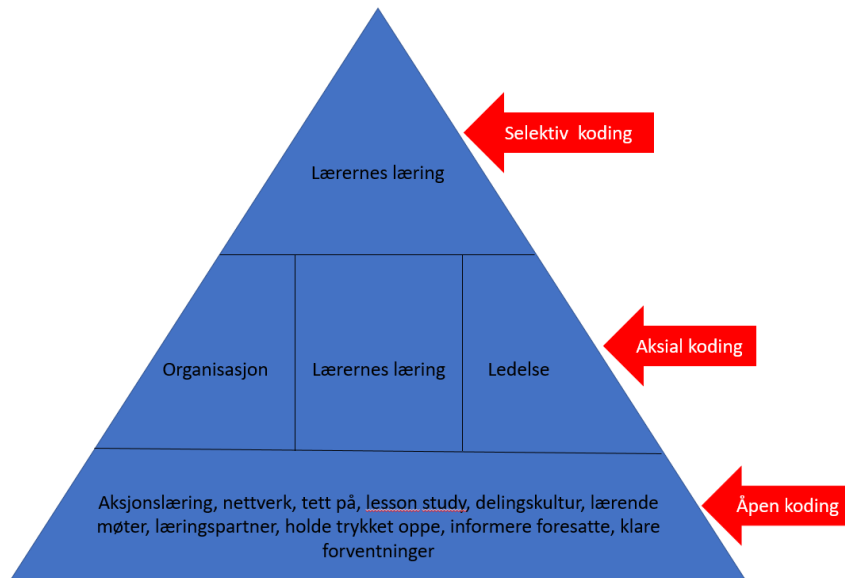 Selektiv koding
Lærernes læring
Organisasjon
Lærernes læring
Ledelse
Aksial koding
Aksjonslæring, nettverk, tett på, lesson study, delingskultur, lærende
møter, læringspartner, holde trykket oppe, informere foresatte, klare
forventninger
Åpen koding